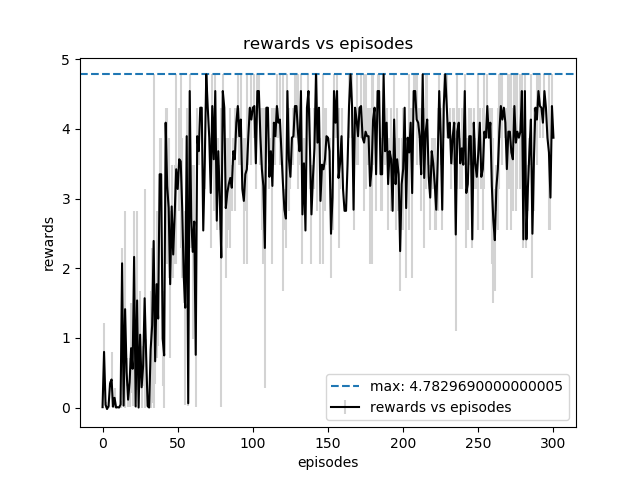 rewards vs episodes
rewards
5
4
3
2
1
0
max: 4.7829690000000005
rewards vs episodes
0 50 100 150 200 250 300
episodes